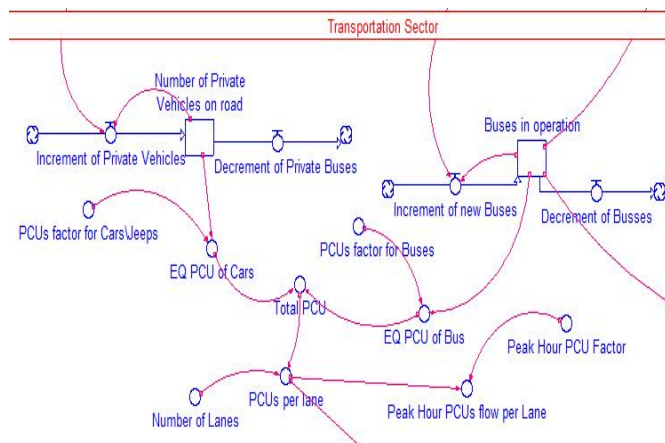 Transportation Sector
Number of Private
Vehicles on road
Increment of Private Vehicles
Decrement of Private Buses
Buses in operation
Increment of new Buses
Decrement of Busses
PCUs factor for Cars\Jeeps
EQ PCU of Cars
PCUs factor for Buses
Total PCU
EQ PCU of Bus
Peak Hour PCU Factor
Number of Lanes
PCUs per lane
Peak Hour PCUs flow per Lane